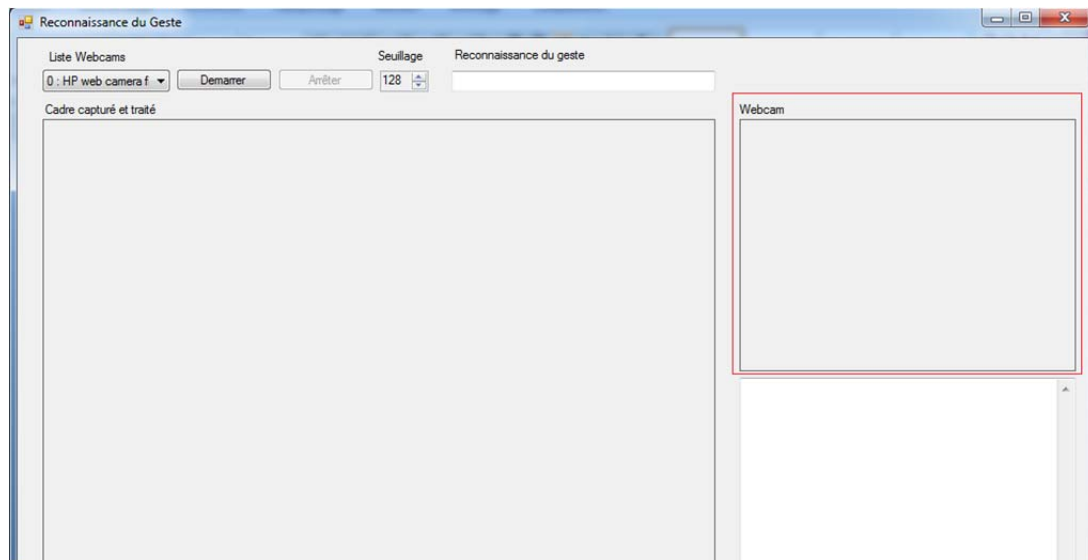 Reconnaissance du Geste
Liste Webcams
Seuillage
Reconnaissance du geste
0 : HP web camera f
Demarrer
Arrêter
128
Cadre capturé et traité
Webcam